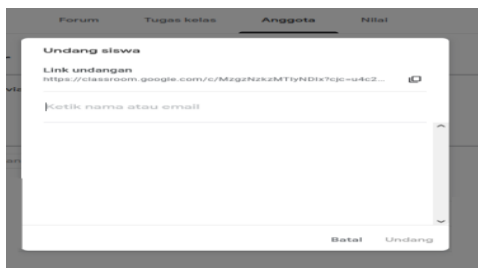 Forum Tugas kelas Anggota Nilai
Undang siswa
Link undangan
https://classroom.google.com/c/MzgzNzkzMTIyNDIx?cjc=u4c2...
Ketik nama atau email
Batal Undang